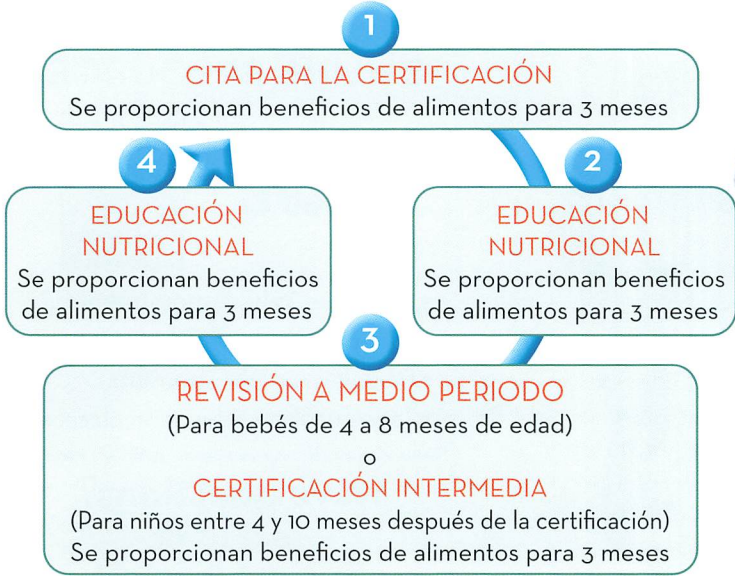 1
CITA PARA LA CERTIFICACIÓN
Se proporcionan beneficios de alimentos para 3 meses
2
EDUCACIÓN
NUTRICIONAL
Se proporcionan beneficios
de alimentos para 3 meses
3
REVISIÓN A MEDIO PERIODO
(Para bebés de 4 a 8 meses de edad)
o
CERTIFICACIÓN INTERMEDIA
(Para niños entre 4 y 10 meses después de la certificación)
Se proporcionan beneficios de alimentos para 3 meses
4
EDUCACIÓN
NUTRICIONAL
Se proporcionan beneficios
de alimentos para 3 meses